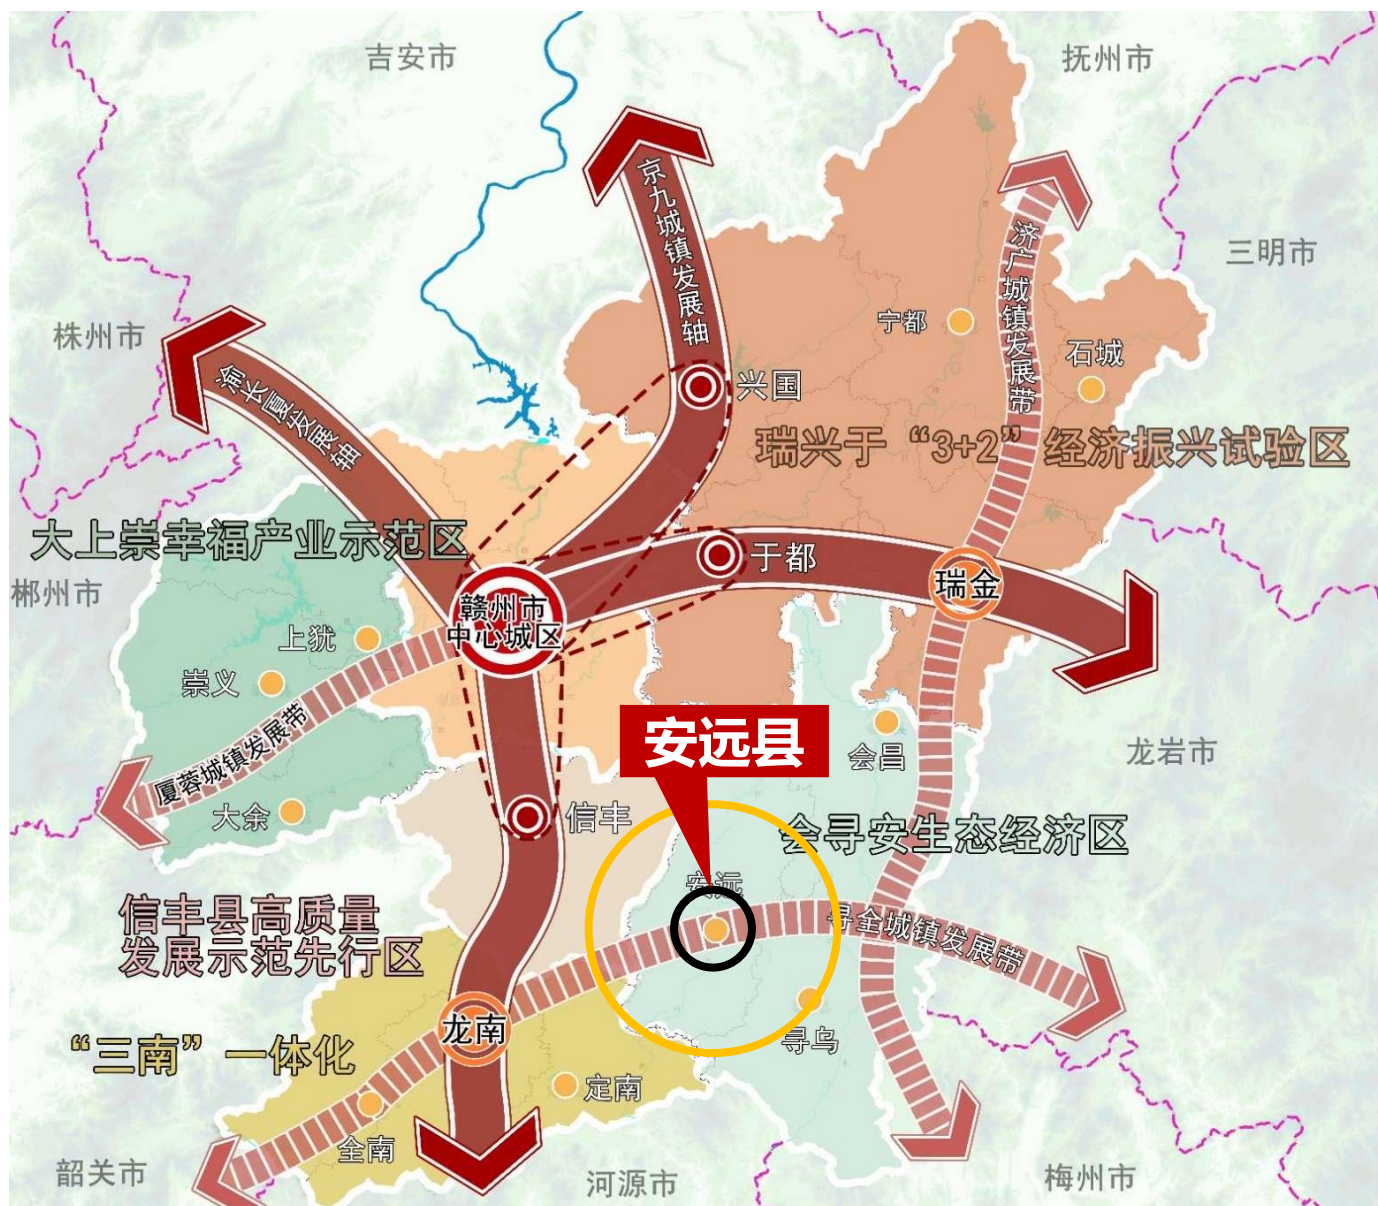 吉安市
抚州市
京九城镇发展轴
济广城镇发展带
三明市
株州市
渝长厦发展轴
宁都
石城
兴国
瑞兴于“3+2”经济振兴试验区
大上崇幸福产业示范区
于都
瑞金
郴州市
赣州市
中心城区
上犹
崇义
厦蓉城镇发展带
大余
安远县
会昌
龙岩市
信丰
会寻安生态经济区
安远
信丰县高质量
发展示范先行区
寻全城镇发展带
龙南
“三南”一体化
寻乌
定南
全南
韶关市
河源市
梅州市